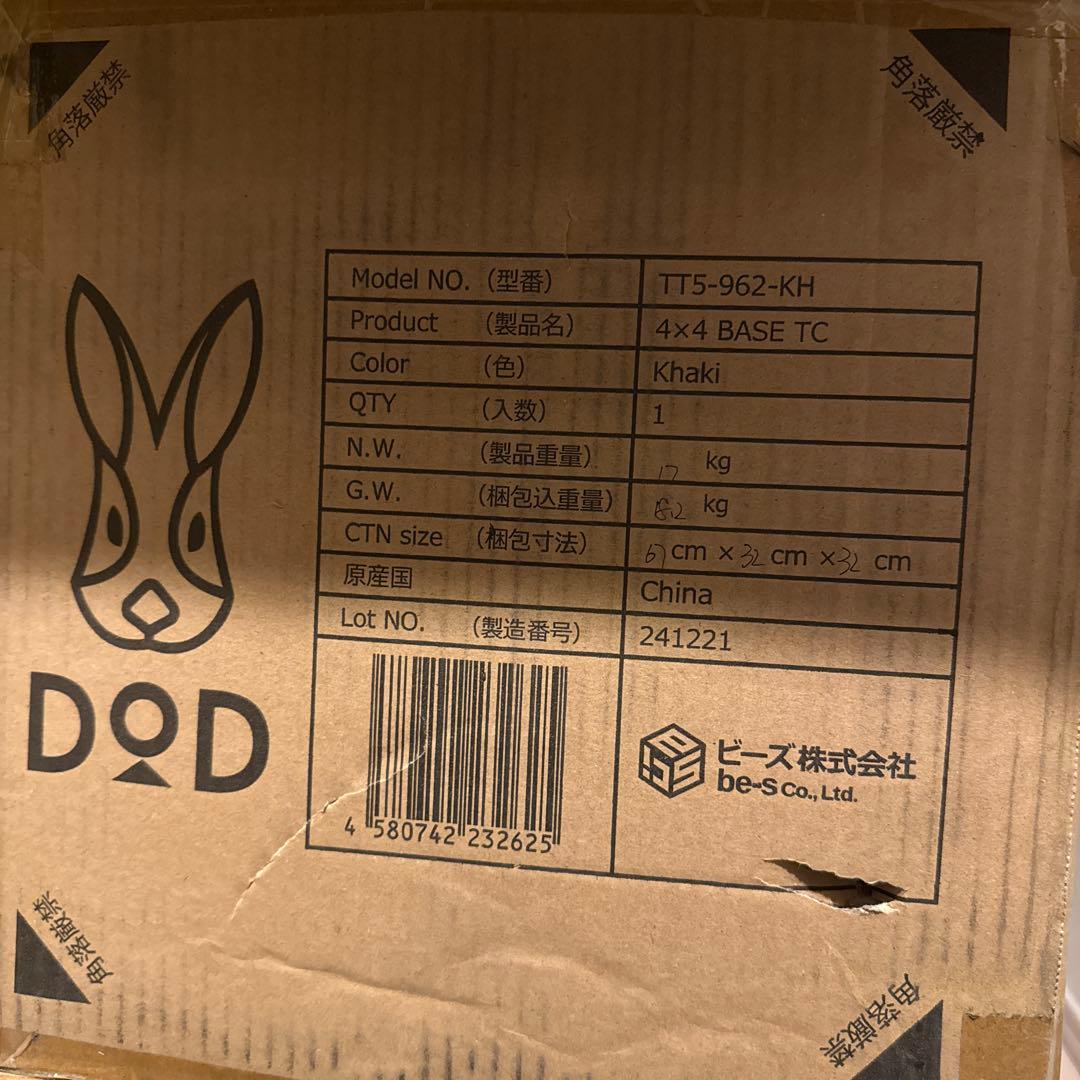 角落厳禁
角落厳禁
Model NO. （型番） TT5-962-KH
Product （製品名） 4×4 BASE TC
Color （色） Khaki
QTY （入数） 1
N.W. （製品重量） 17 kg
G.W. （梱包込重量） 18.2 kg
CTN size （梱包寸法） 67 cm ×32 cm ×32 cm
原産国 China
Lot NO. （製造番号） 241221
DOD
4 580742 232625
ビーズ株式会社
be-s Co., Ltd.
角落厳禁
角落厳禁